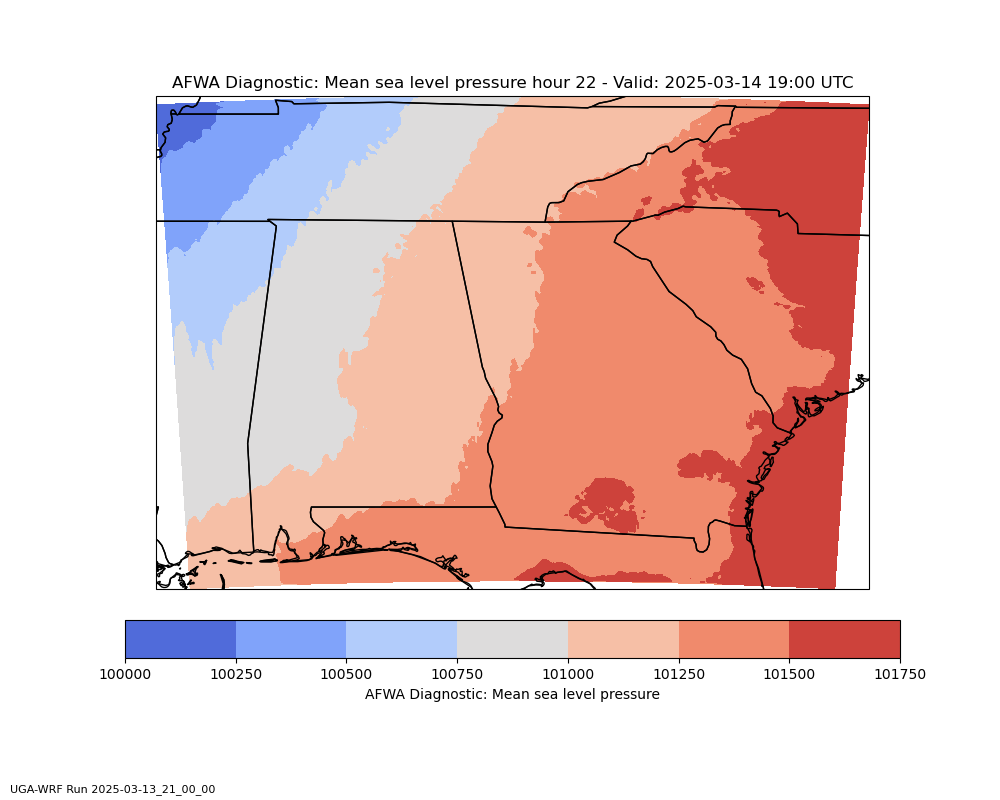 AFWA Diagnostic: Mean sea level pressure hour 22 - Valid: 2025-03-14 19:00 UTC
100000 100250 100500 100750 101000 101250 101500 101750
AFWA Diagnostic: Mean sea level pressure
UGA-WRF Run 2025-03-13_21_00_00